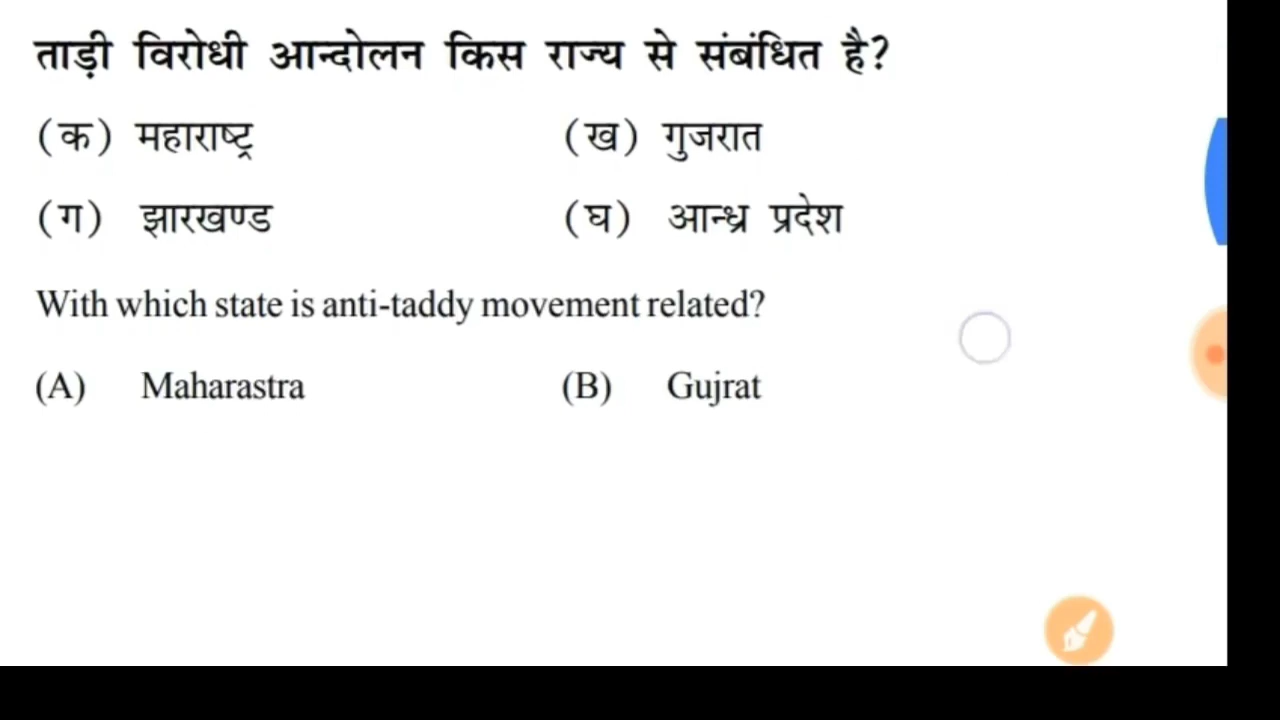 ताड़ी विरोधी आन्दोलन किस राज्य से संबंधित है?
(क) महाराष्ट्र (ख) गुजरात
(ग) झारखण्ड (घ) आन्ध्र प्रदेश
With which state is anti-taddy movement related?
(A) Maharastra (B) Gujrat